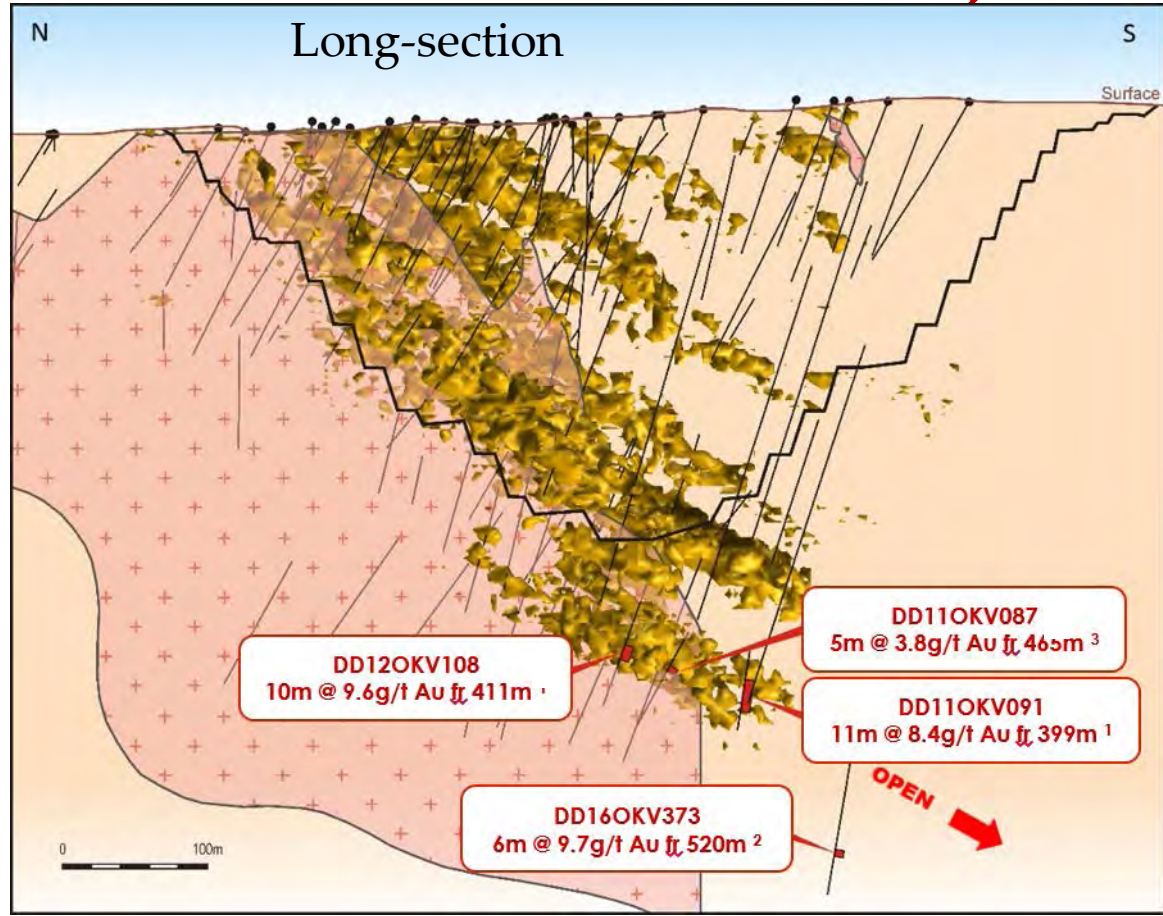 N
Long-section
S
Surface
DD11OKV087
5m @ 3.8g/t Au fr 465m ³
DD12OKV108
10m @ 9.6g/t Au fr 411m ¹
DD11OKV091
11m @ 8.4g/t Au fr 399m ¹
OPEN
DD16OKV373
6m @ 9.7g/t Au fr 520m ²
0 100m